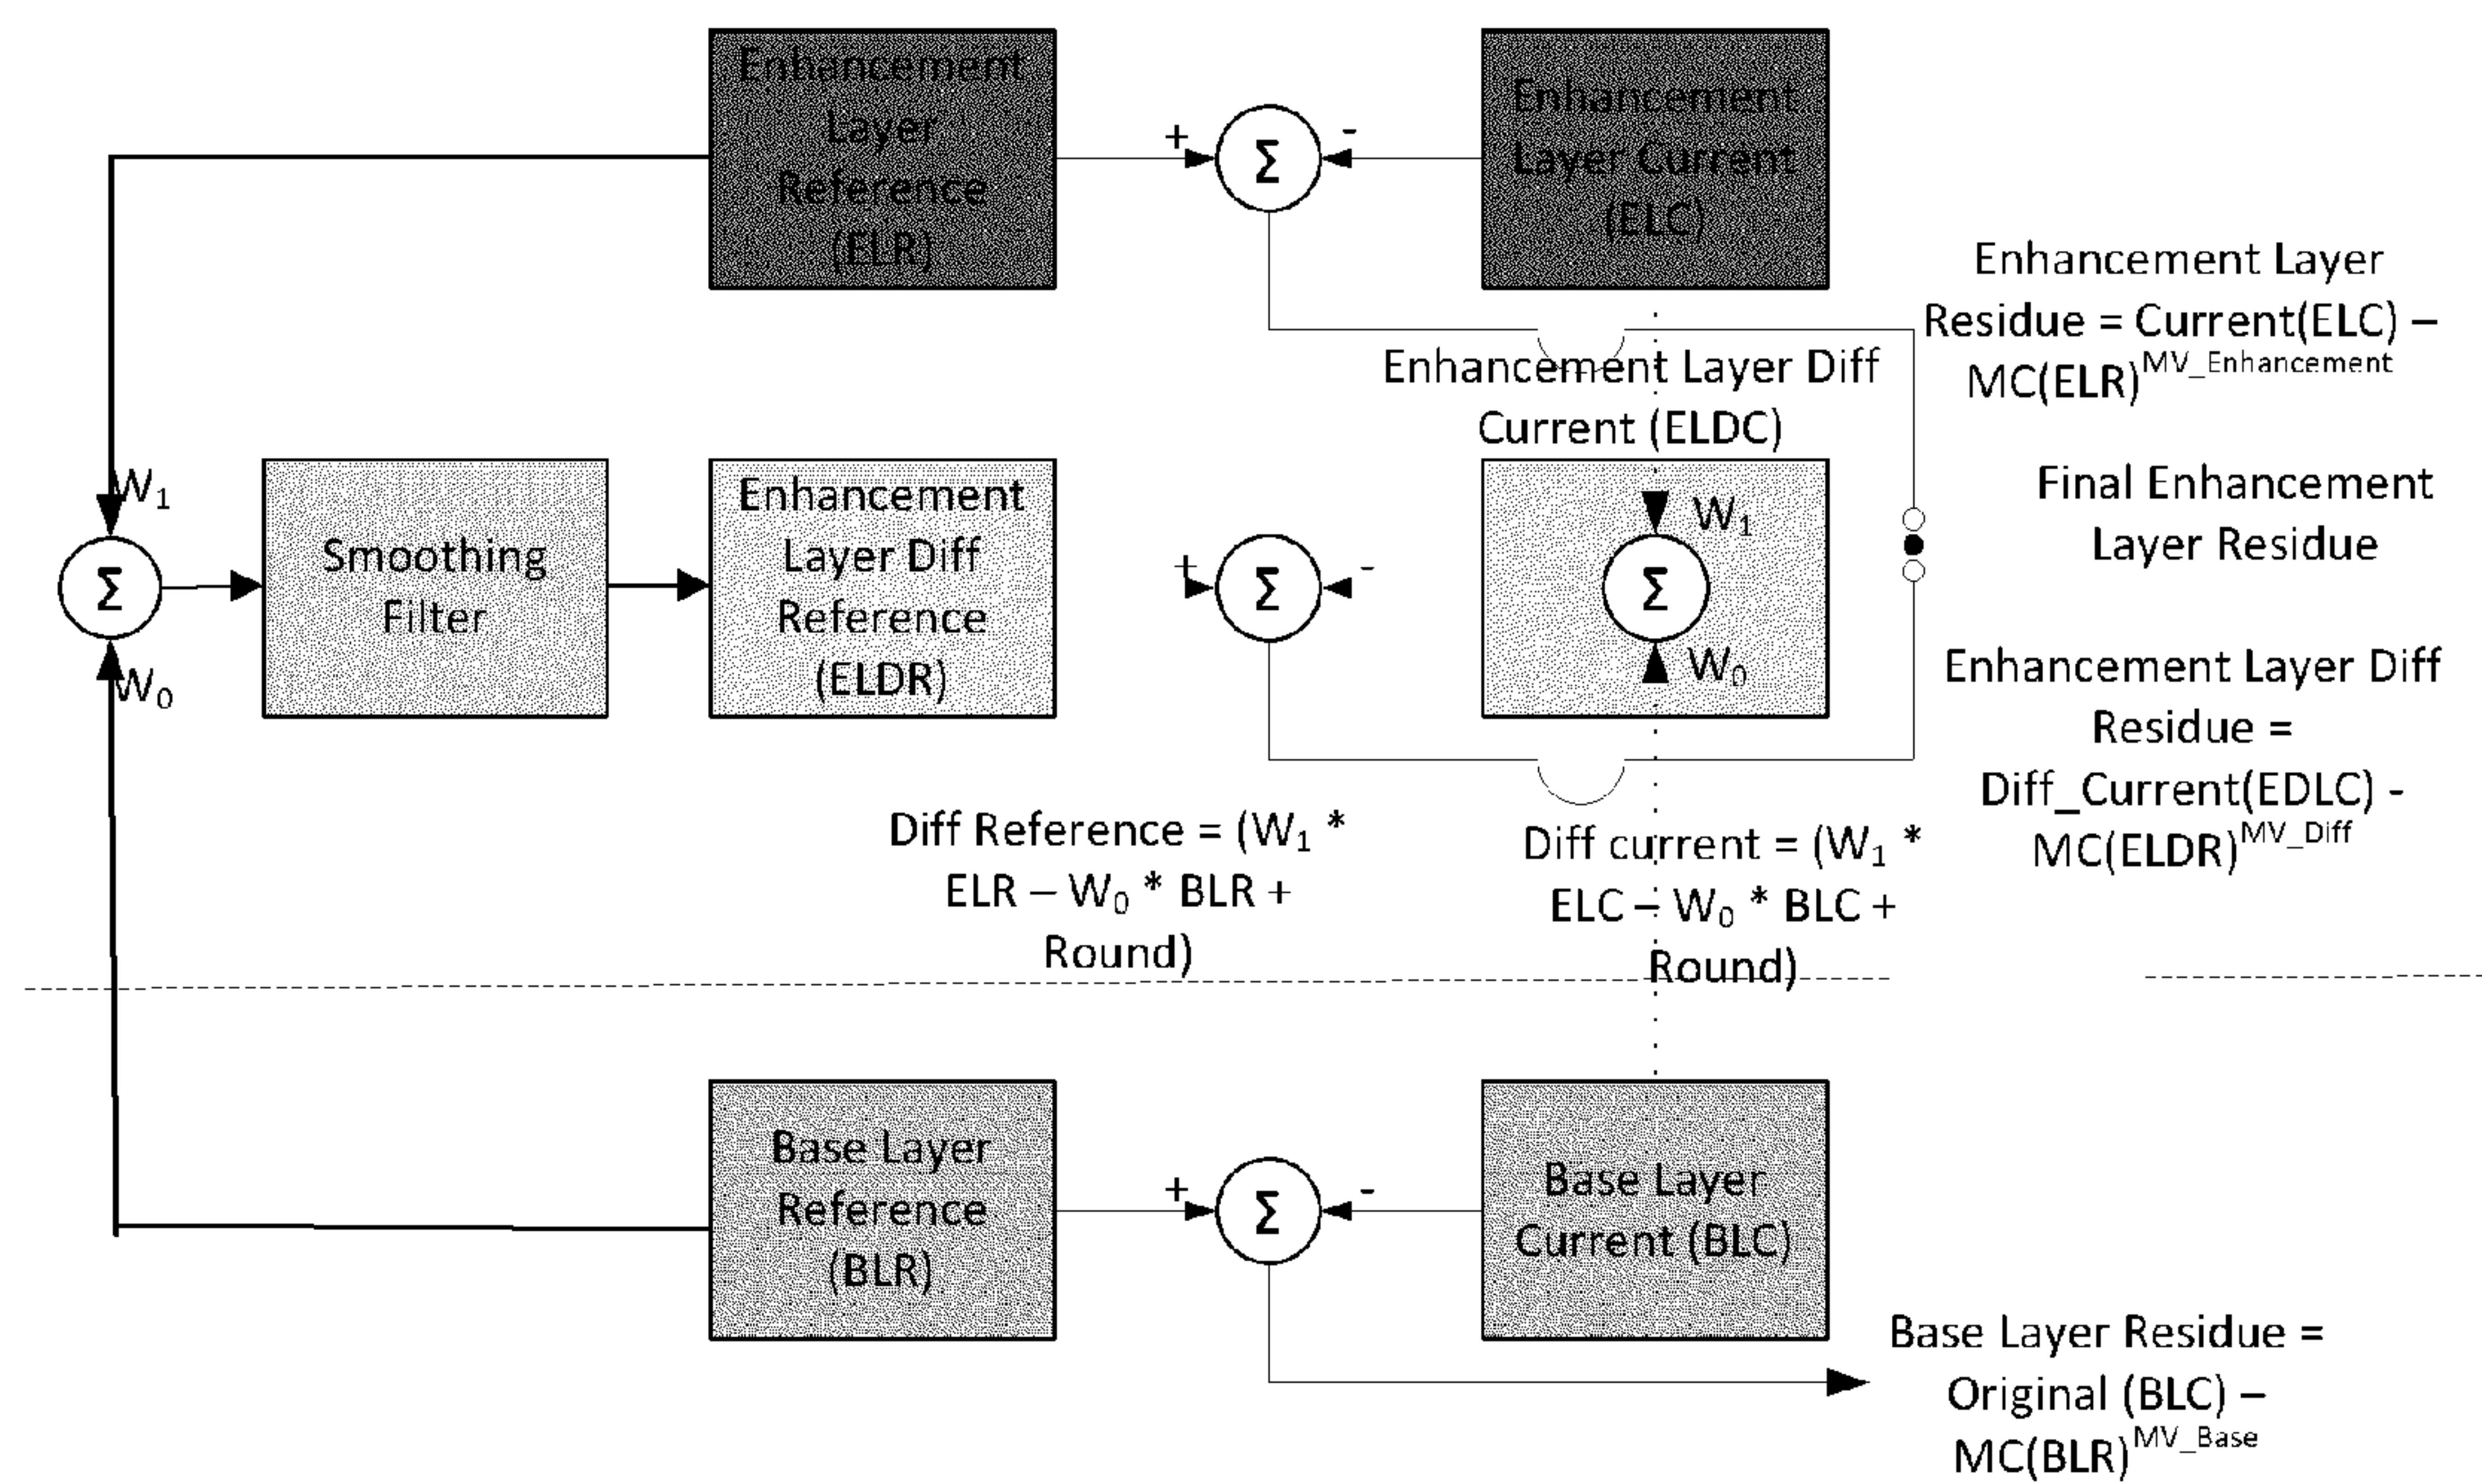 Enhancement
Layer
Reference
(ELR)
+
Σ
-
Enhancement
Layer Current
(ELC)
Enhancement Layer
Residue = Current(ELC) –
MC(ELR)^MV_Enhancement
Enhancement Layer Diff
Current (ELDC)
W₁
Σ
W₀
Smoothing
Filter
Enhancement
Layer Diff
Reference
(ELDR)
+
Σ
-
W₁
Σ
W₀
Final Enhancement
Layer Residue
Enhancement Layer Diff
Residue =
Diff_Current(EDLC) -
MC(ELDR)^MV_Diff
Diff Reference = (W₁ *
ELR – W₀ * BLR +
Round)
Diff current = (W₁ *
ELC – W₀ * BLC +
Round)
Base Layer
Reference
(BLR)
+
Σ
-
Base Layer
Current (BLC)
Base Layer Residue =
Original (BLC) –
MC(BLR)^MV_Base